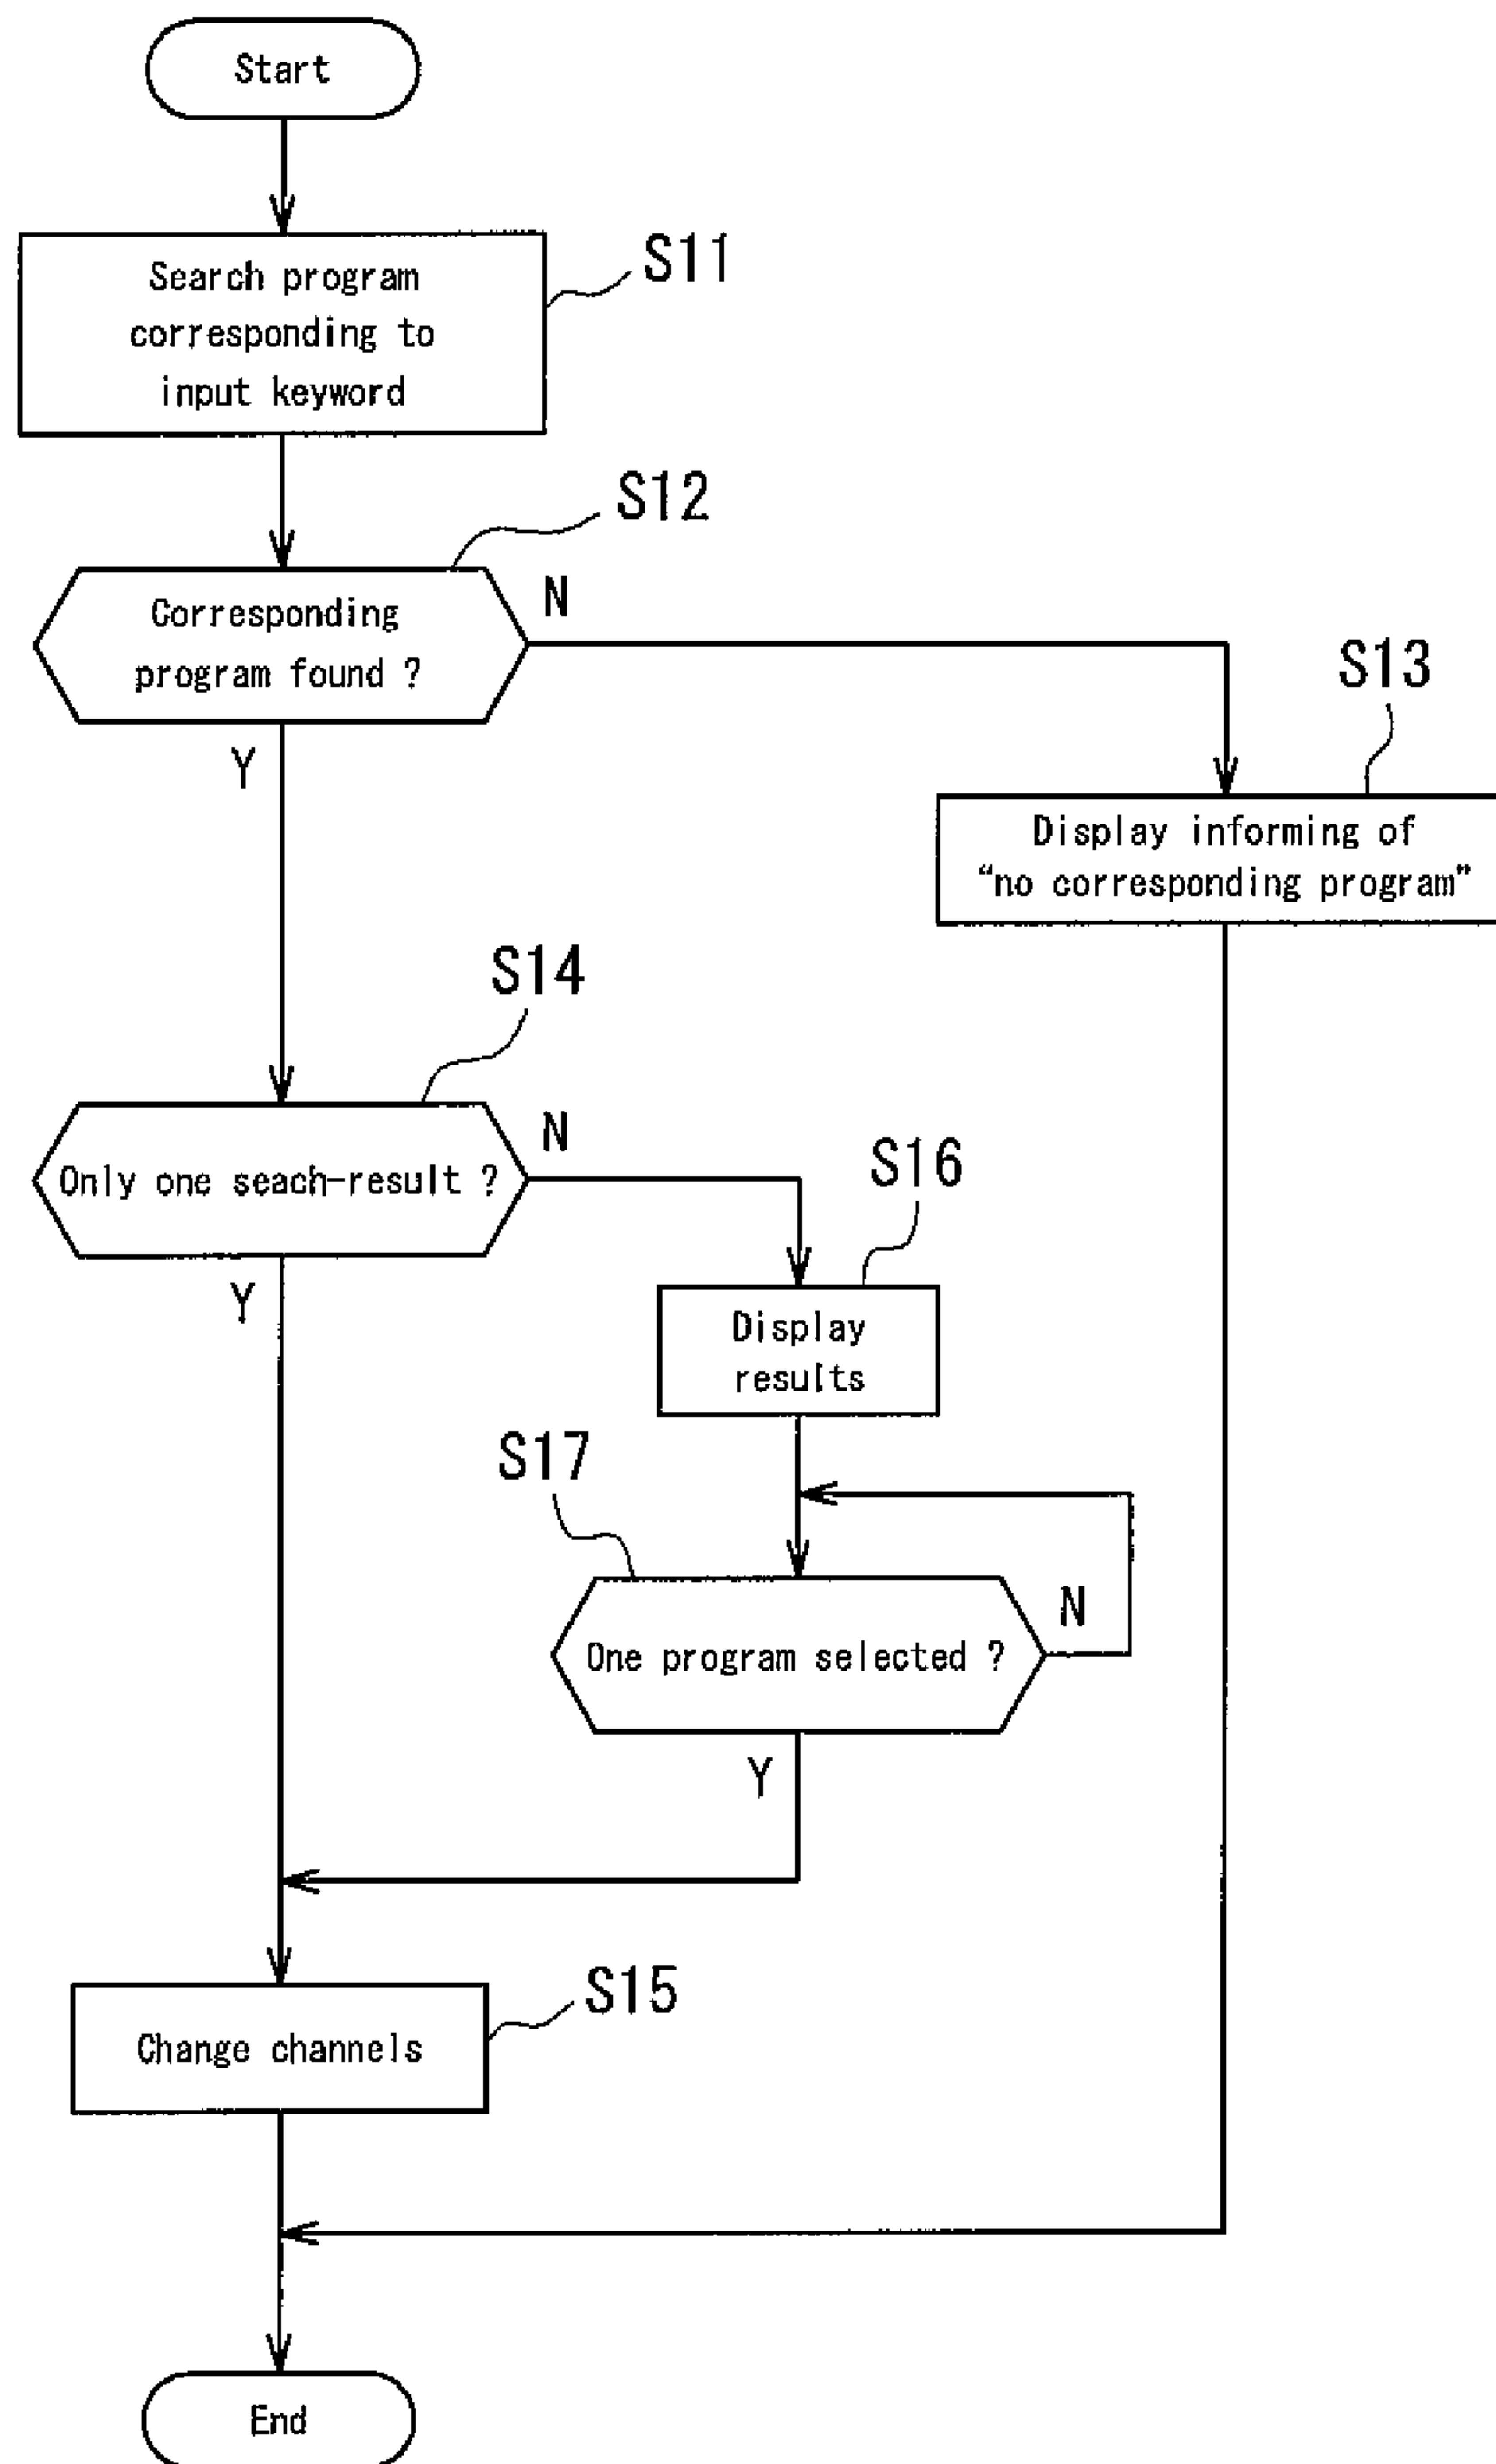 Start
S11
Search program
corresponding to
input keyword
S12
Corresponding
program found ?
N
Y
S13
Display informing of
“no corresponding program”
S14
Only one seach-result ?
N
Y
S16
Display
results
S17
One program selected ?
N
Y
S15
Change channels
End